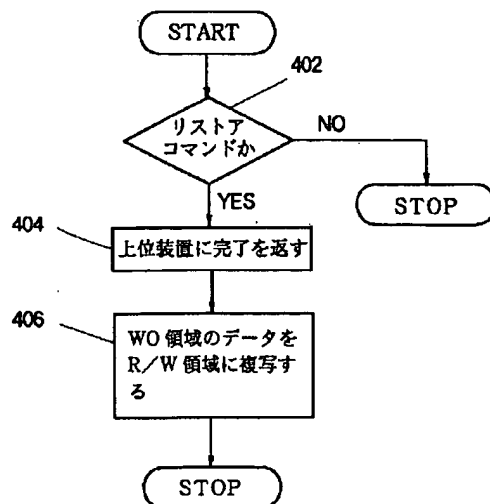 START
402
リストア
コマンドか
NO
YES
STOP
404
上位装置に完了を返す
406
WO 領域のデータを
R／W 領域に複写す
る
STOP